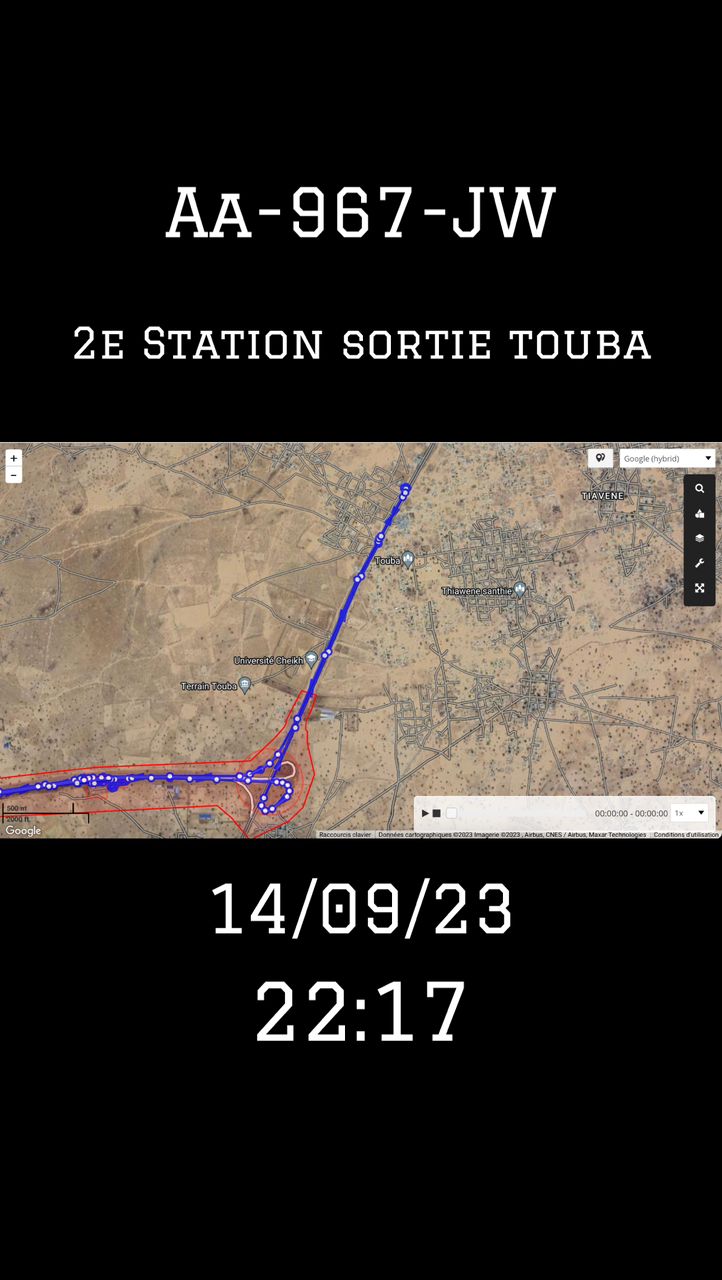 AA-967-JW
2E STATION SORTIE TOUBA
+
Google (hybrid)
-
TIAVENE
Touba
Thiawene santhie
Université Cheikh
Terrain Touba
500 m
2000 ft
00:00:00 - 00:00:00 1x
Google
Raccourcis clavier Données cartographiques ©2023 Imagerie ©2023 , Airbus, CNES / Airbus, Maxar Technologies Conditions d'utilisation
14/09/23
22:17